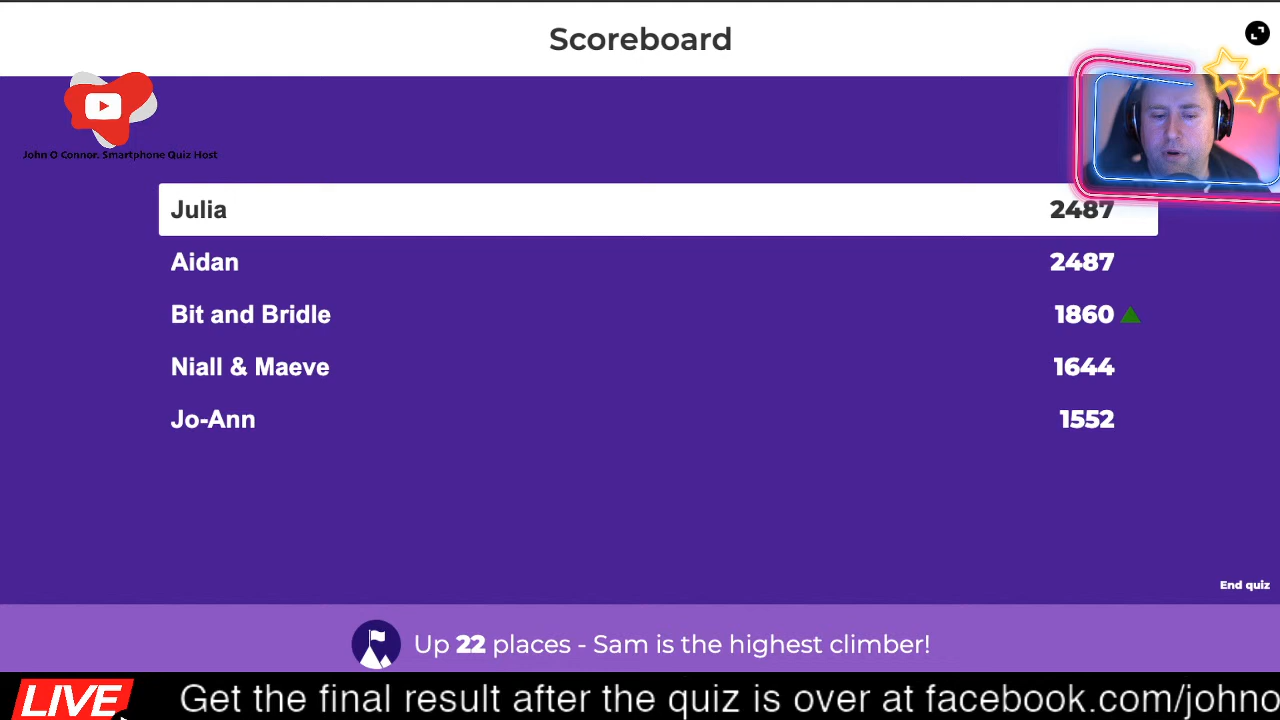 Scoreboard
John O Connor. Smartphone Quiz Host
Julia 2487
Aidan 2487
Bit and Bridle 1860
Niall & Maeve 1644
Jo-Ann 1552
End quiz
Up 22 places - Sam is the highest climber!
LIVE Get the final result after the quiz is over at facebook.com/johno